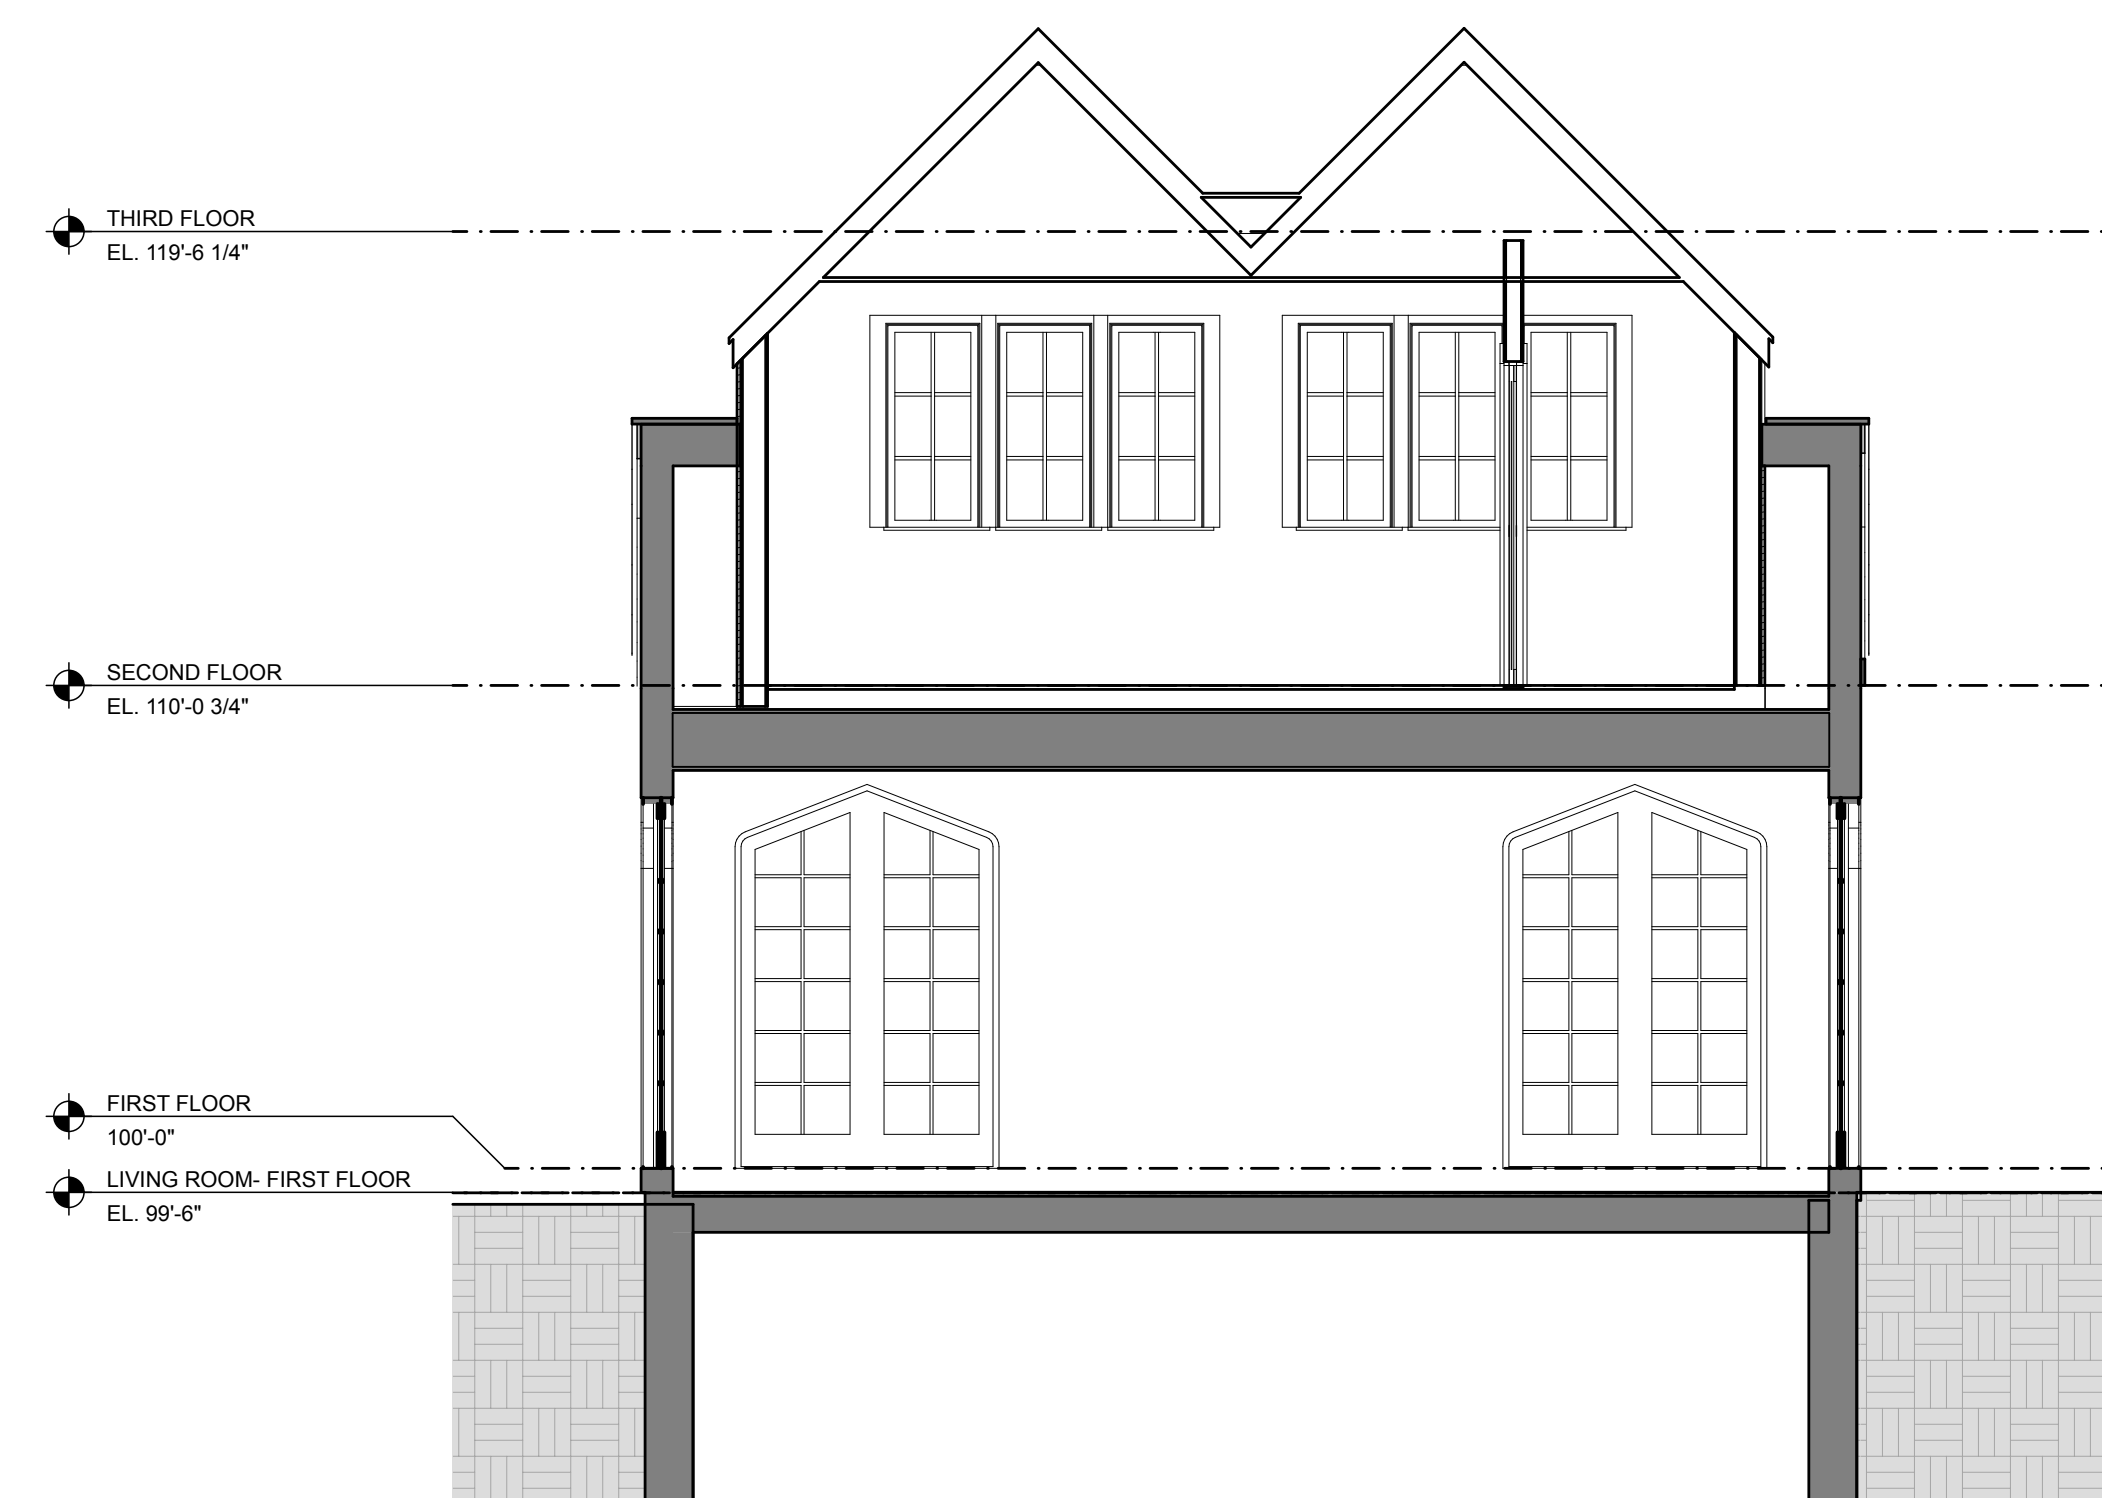 THIRD FLOOR
EL. 119'-6 1/4"
SECOND FLOOR
EL. 110'-0 3/4"
FIRST FLOOR
100'-0"
LIVING ROOM- FIRST FLOOR
EL. 99'-6"